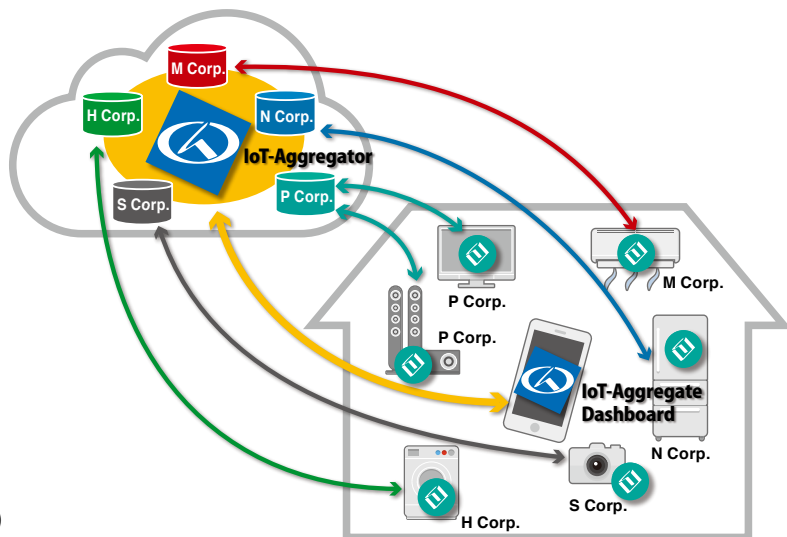 M Corp.
H Corp.
N Corp.
IoT-Aggregator
S Corp.
P Corp.
P Corp.
M Corp.
P Corp.
IoT-Aggregate
Dashboard
N Corp.
S Corp.
H Corp.